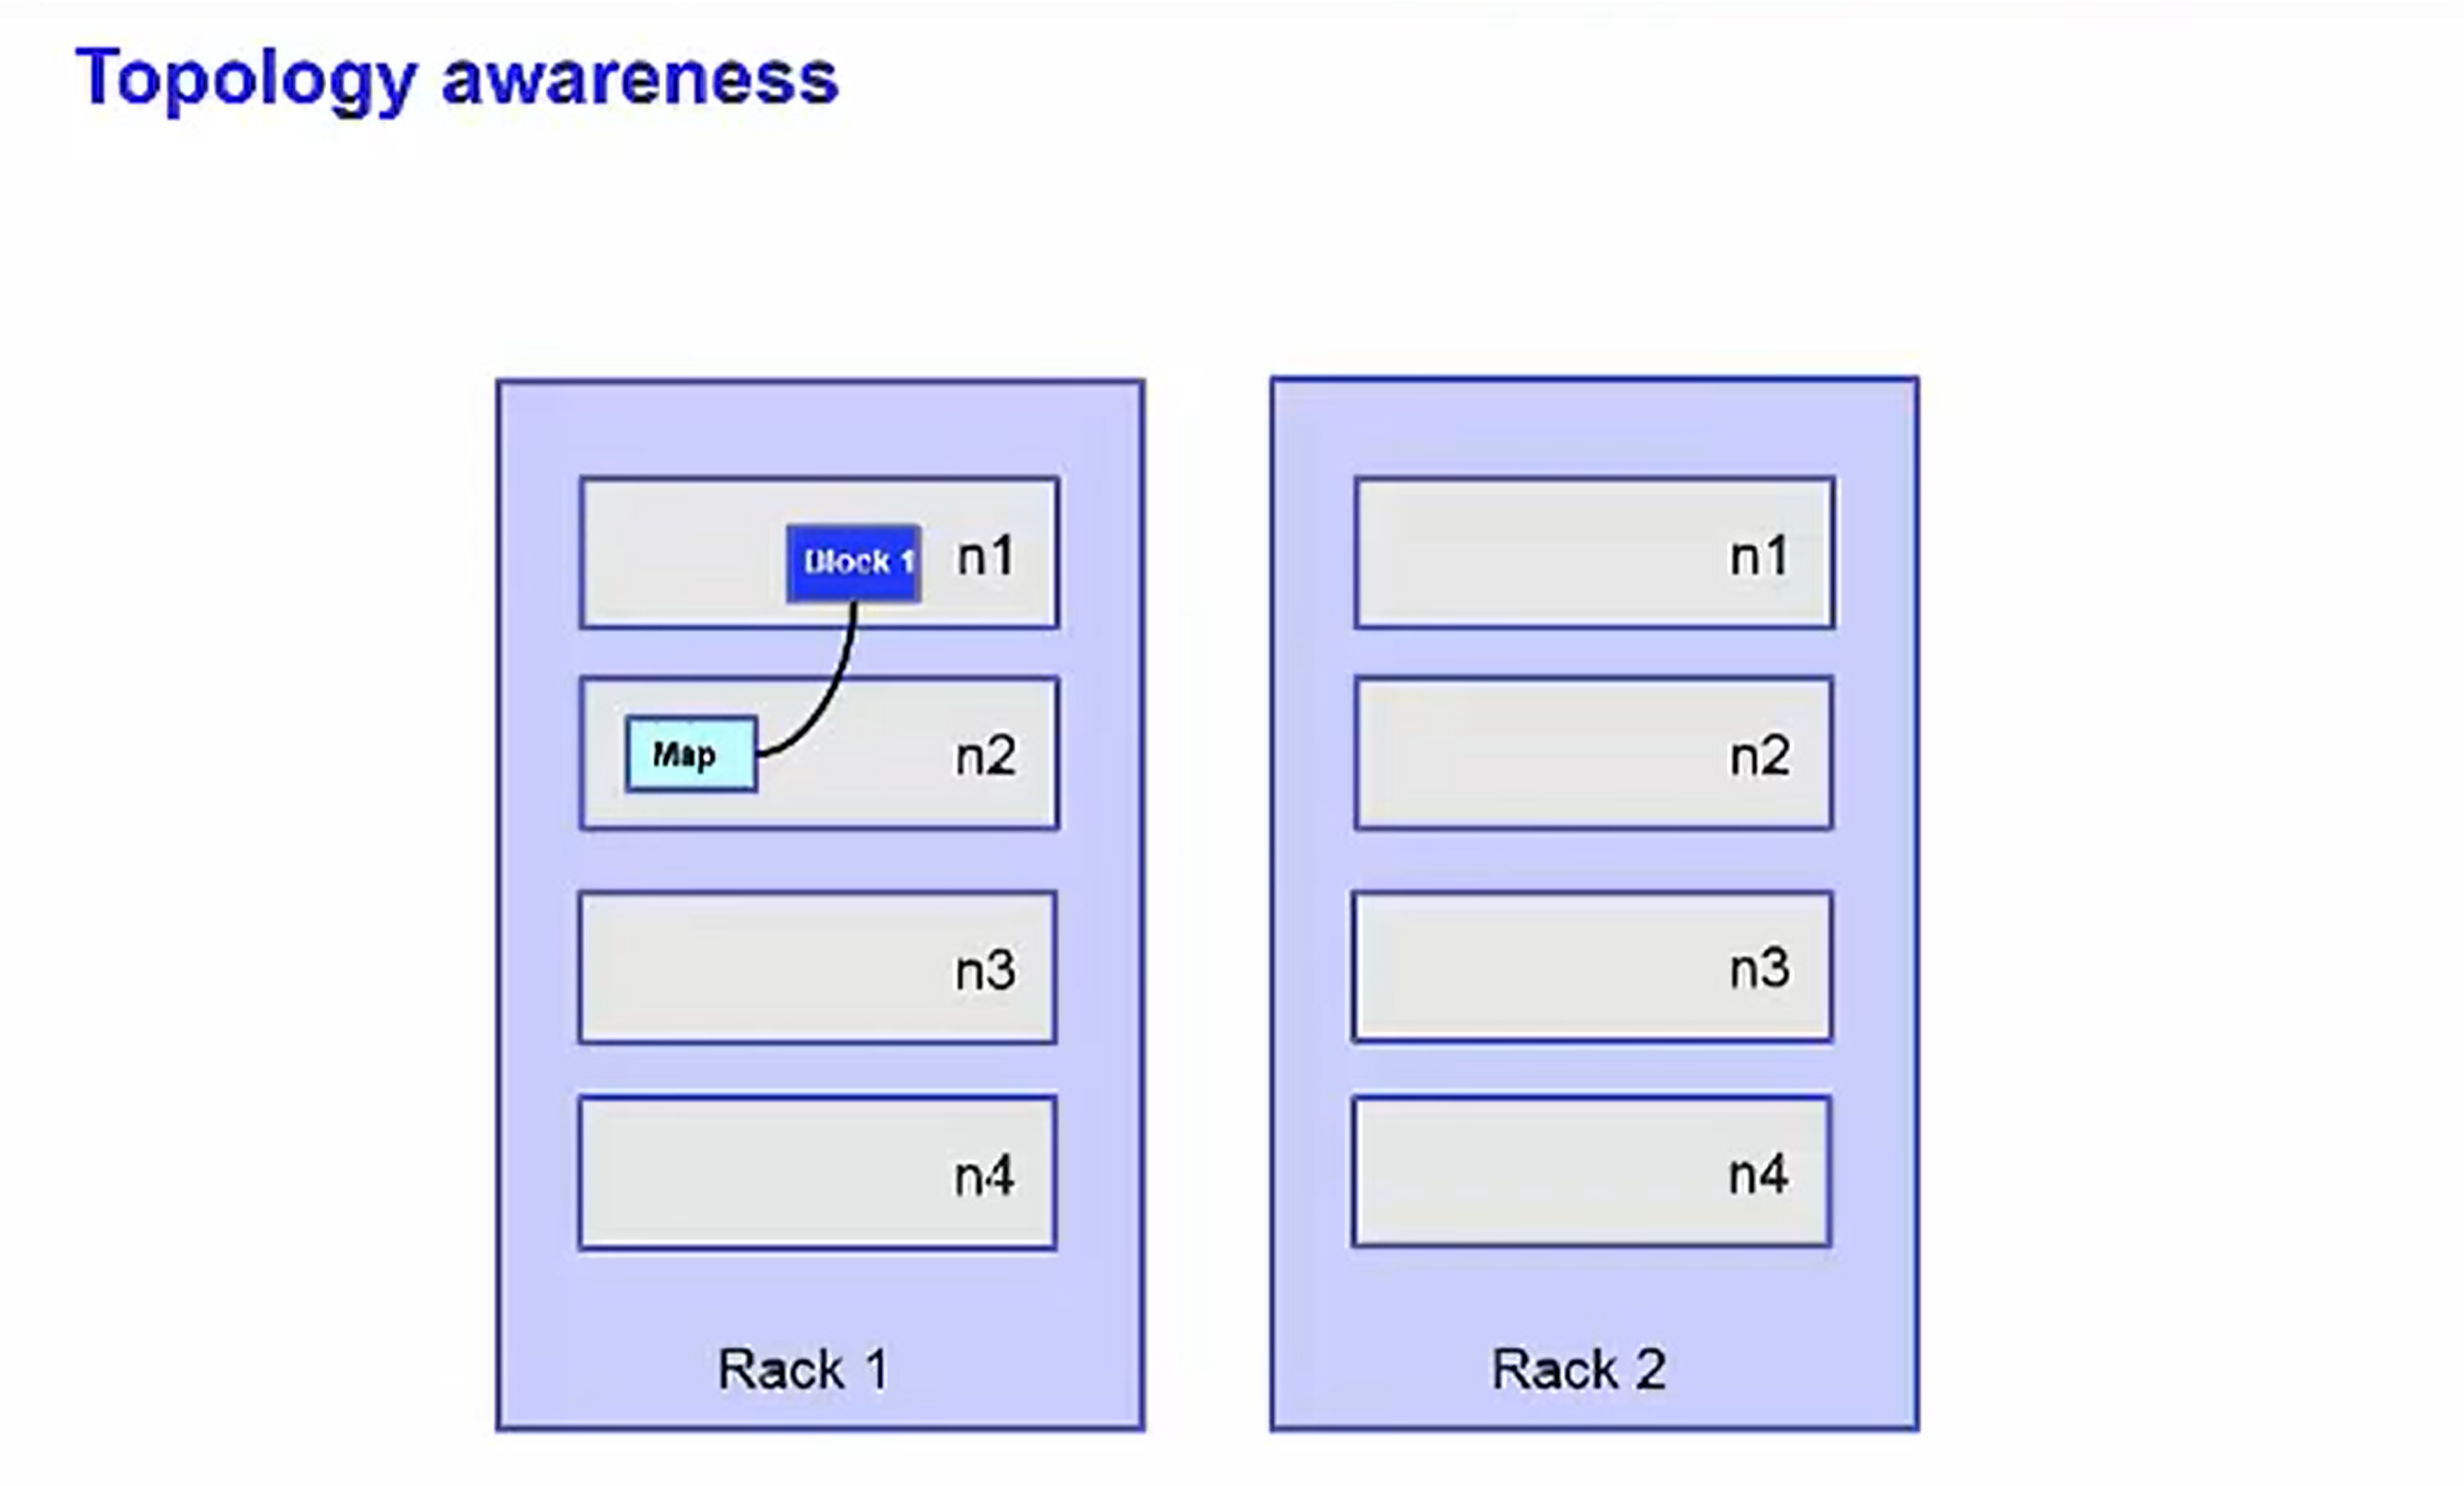 Topology awareness
Block 1
n1
Map
n2
n3
n4
Rack 1
n1
n2
n3
n4
Rack 2